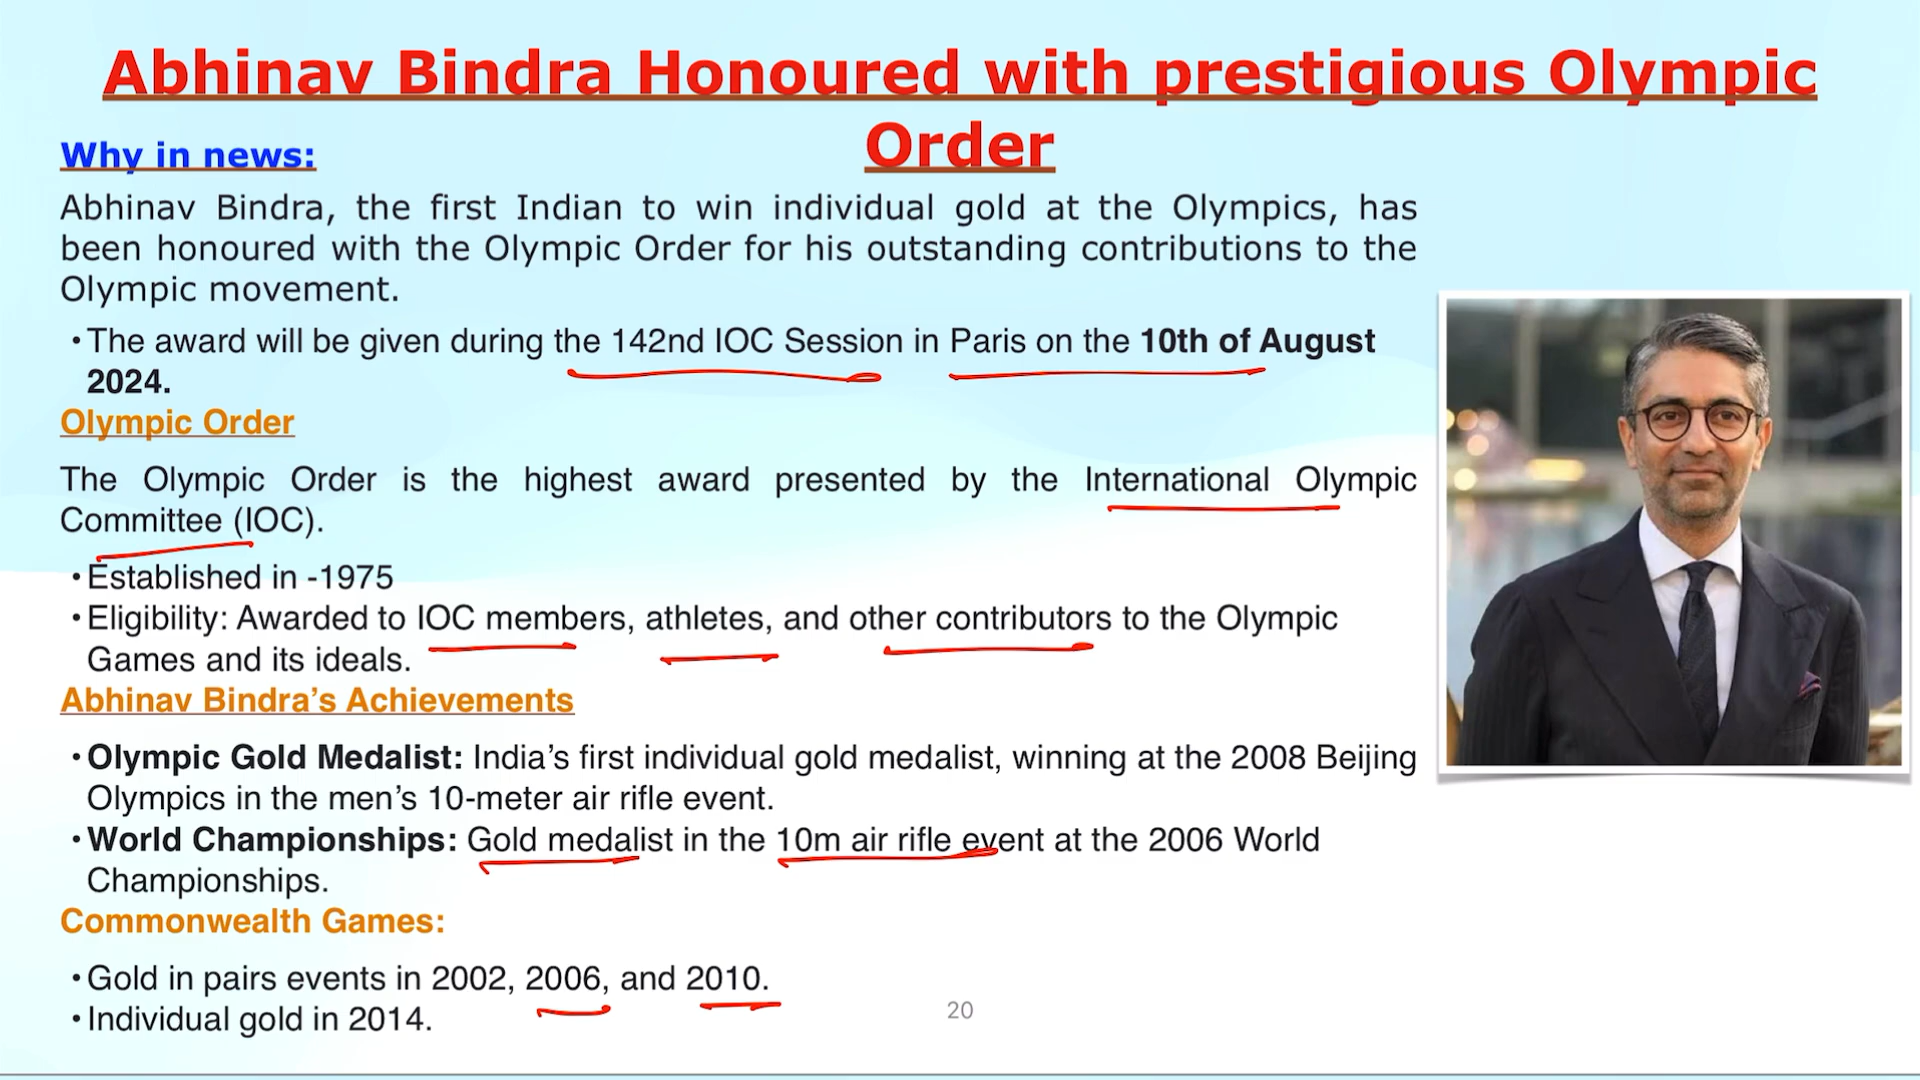 Abhinav Bindra Honoured with prestigious Olympic
Order
Why in news:
Abhinav Bindra, the first Indian to win individual gold at the Olympics, has
been honoured with the Olympic Order for his outstanding contributions to the
Olympic movement.
•The award will be given during the 142nd IOC Session in Paris on the 10th of August
2024.
Olympic Order
The Olympic Order is the highest award presented by the International Olympic
Committee (IOC).
•Established in -1975
•Eligibility: Awarded to IOC members, athletes, and other contributors to the Olympic
Games and its ideals.
Abhinav Bindra’s Achievements
•Olympic Gold Medalist: India’s first individual gold medalist, winning at the 2008 Beijing
Olympics in the men’s 10-meter air rifle event.
•World Championships: Gold medalist in the 10m air rifle event at the 2006 World
Championships.
Commonwealth Games:
•Gold in pairs events in 2002, 2006, and 2010.
•Individual gold in 2014.
20